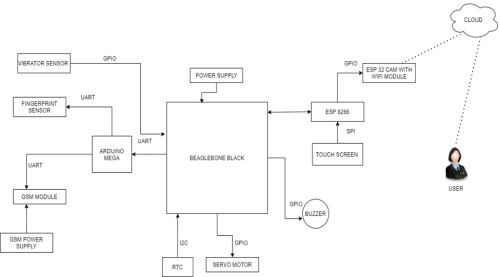 CLOUD
VIBRATOR SENSOR
GPIO
GPIO
ESP 32 CAM WITH
WIFI MODULE
POWER SUPPLY
UART
FINGERPRINT
SENSOR
ESP 8266
SPI
UART
ARDUINO
MEGA
BEAGLEBONE BLACK
TOUCH SCREEN
UART
USER
GSM MODULE
GPIO
BUZZER
GSM POWER
SUPPLY
I2C
GPIO
RTC
SERVO MOTOR